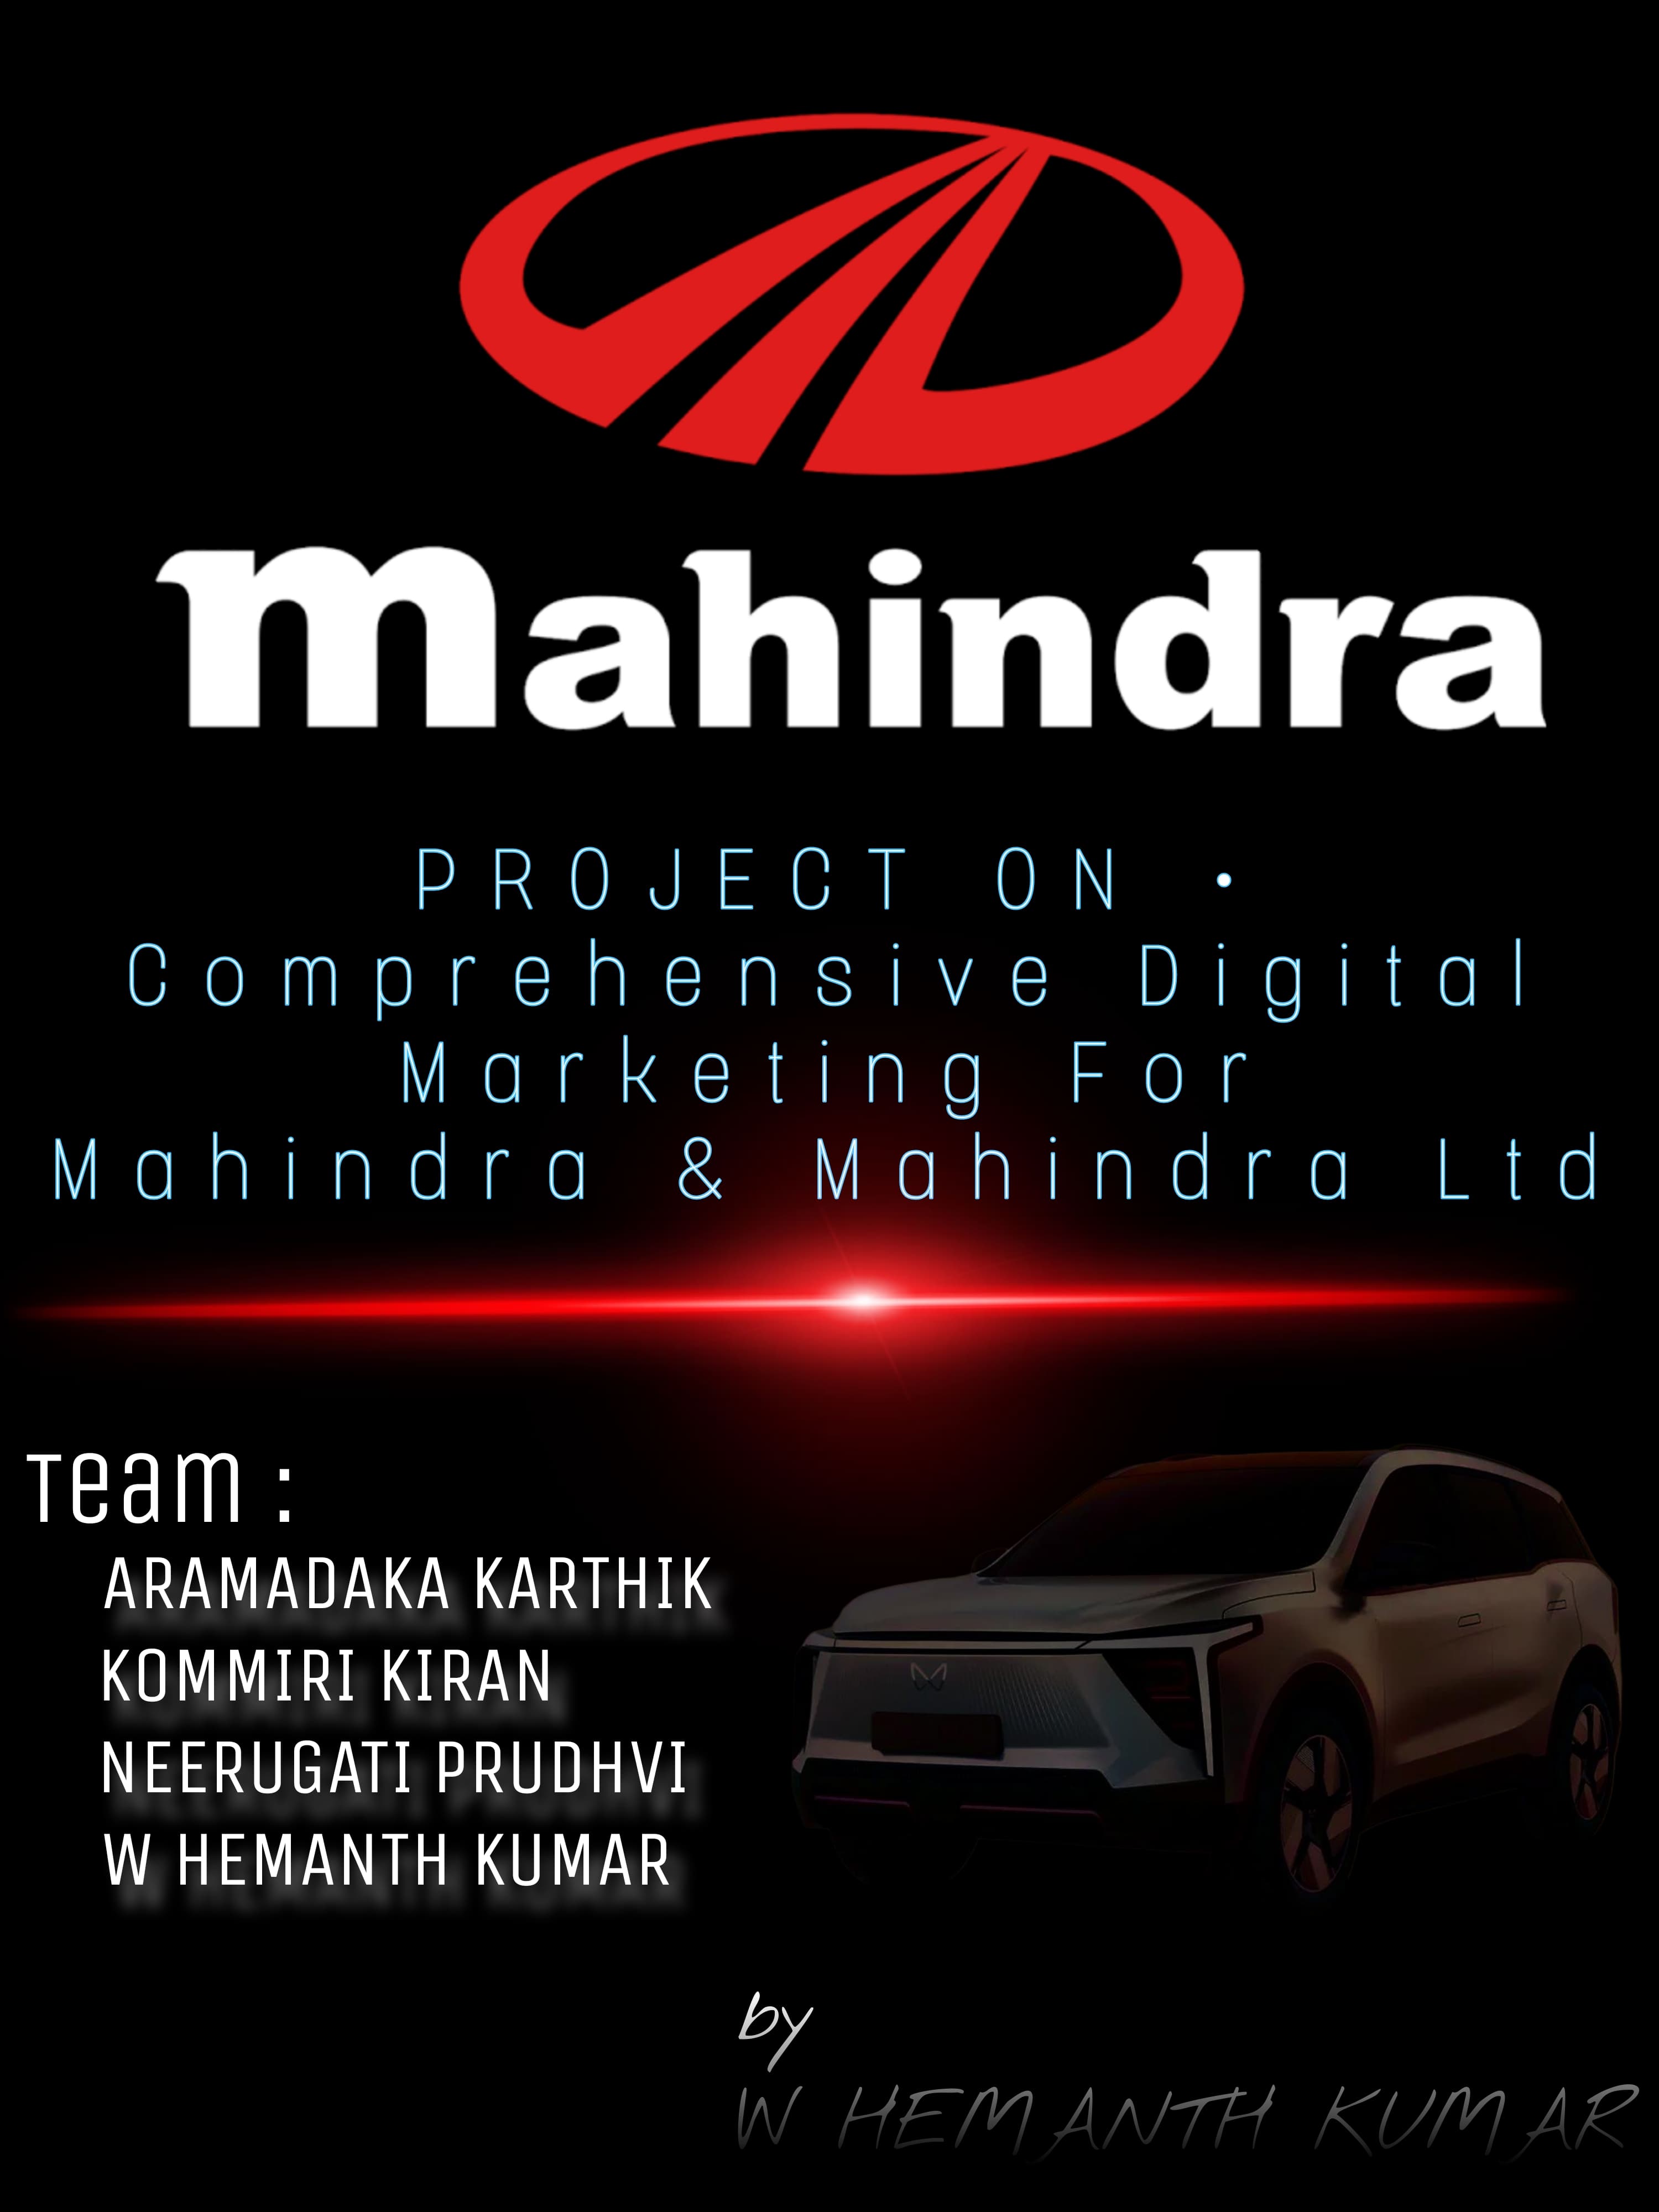 mahindra
PROJECT ON •
Comprehensive Digital
Marketing For
Mahindra & Mahindra Ltd
Team :
ARAMADAKA KARTHIK
KOMMIRI KIRAN
NEERUGATI PRUDHVI
W HEMANTH KUMAR
by
W HEMANTH KUMAR